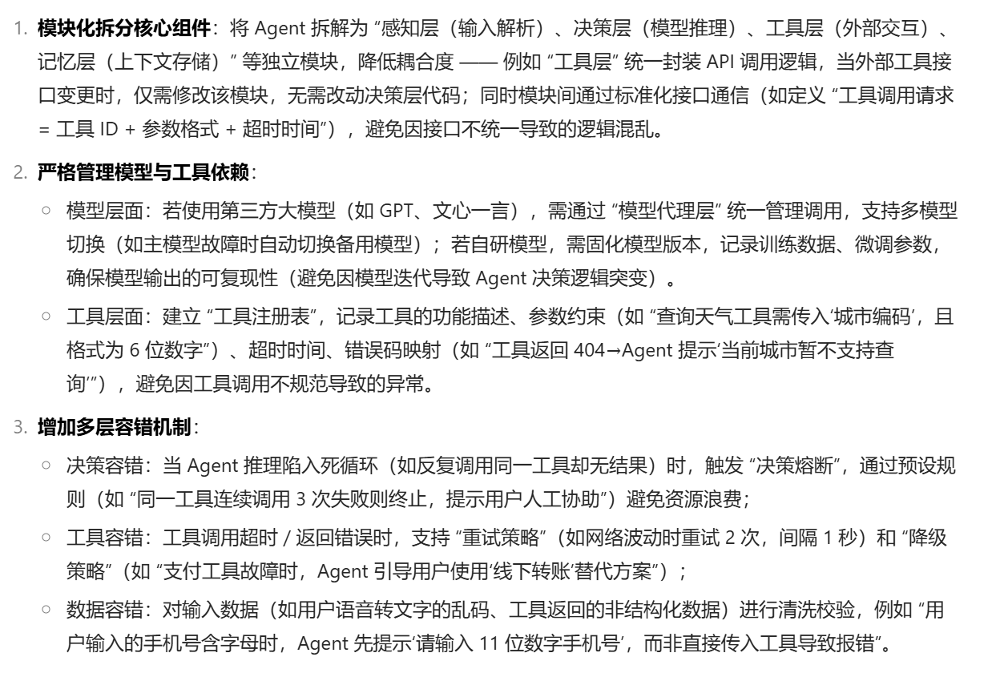 1. 模块化拆分核心组件：将 Agent 拆解为 “感知层（输入解析）、决策层（模型推理）、工具层（外部交互）、
记忆层（上下文存储）” 等独立模块，降低耦合度 —— 例如 “工具层” 统一封装 API 调用逻辑，当外部工具接
口变更时，仅需修改该模块，无需改动决策层代码；同时模块间通过标准化接口通信（如定义 “工具调用请求
= 工具 ID + 参数格式 + 超时时间”），避免因接口不统一导致的逻辑混乱。
2. 严格管理模型与工具依赖：
○ 模型层面：若使用第三方大模型（如 GPT、文心一言），需通过 “模型代理层” 统一管理调用，支持多模型
切换（如主模型故障时自动切换备用模型）；若自研模型，需固化模型版本，记录训练数据、微调参数，
确保模型输出的可复现性（避免因模型迭代导致 Agent 决策逻辑突变）。
○ 工具层面：建立 “工具注册表”，记录工具的功能描述、参数约束（如 “查询天气工具需传入‘城市编码’，且
格式为 6 位数字”）、超时时间、错误码映射（如 “工具返回 404→Agent 提示‘当前城市暂不支持查
询’”），避免因工具调用不规范导致的异常。
3. 增加多层容错机制：
○ 决策容错：当 Agent 推理陷入死循环（如反复调用同一工具却无结果）时，触发 “决策熔断”，通过预设规
则（如 “同一工具连续调用 3 次失败则终止，提示用户人工协助”）避免资源浪费；
○ 工具容错：工具调用超时 / 返回错误时，支持 “重试策略”（如网络波动时重试 2 次，间隔 1 秒）和 “降级
策略”（如 “支付工具故障时，Agent 引导用户使用‘线下转账’替代方案”）；
○ 数据容错：对输入数据（如用户语音转文字的乱码、工具返回的非结构化数据）进行清洗校验，例如 “用
户输入的手机号含字母时，Agent 先提示‘请输入 11 位数字手机号’，而非直接传入工具导致报错”。